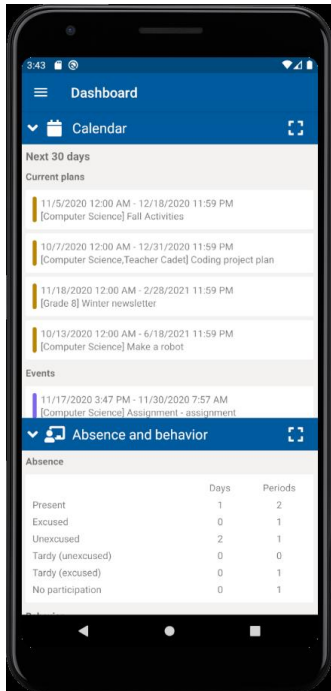 3:43
Dashboard
Calendar
Next 30 days
Current plans
11/5/2020 12:00 AM - 12/18/2020 11:59 PM
[Computer Science] Fall Activities
10/7/2020 12:00 AM - 12/31/2020 11:59 PM
[Computer Science,Teacher Cadet] Coding project plan
11/18/2020 12:00 AM - 2/28/2021 11:59 PM
[Grade 8] Winter newsletter
10/13/2020 12:00 AM - 6/18/2021 11:59 PM
[Computer Science] Make a robot
Events
11/17/2020 3:47 PM - 11/30/2020 7:57 AM
[Computer Science] Assignment - assignment
Absence and behavior
Absence
Days Periods
Present 1 2
Excused 0 1
Unexcused 2 1
Tardy (unexcused) 0 0
Tardy (excused) 0 1
No participation 0 1